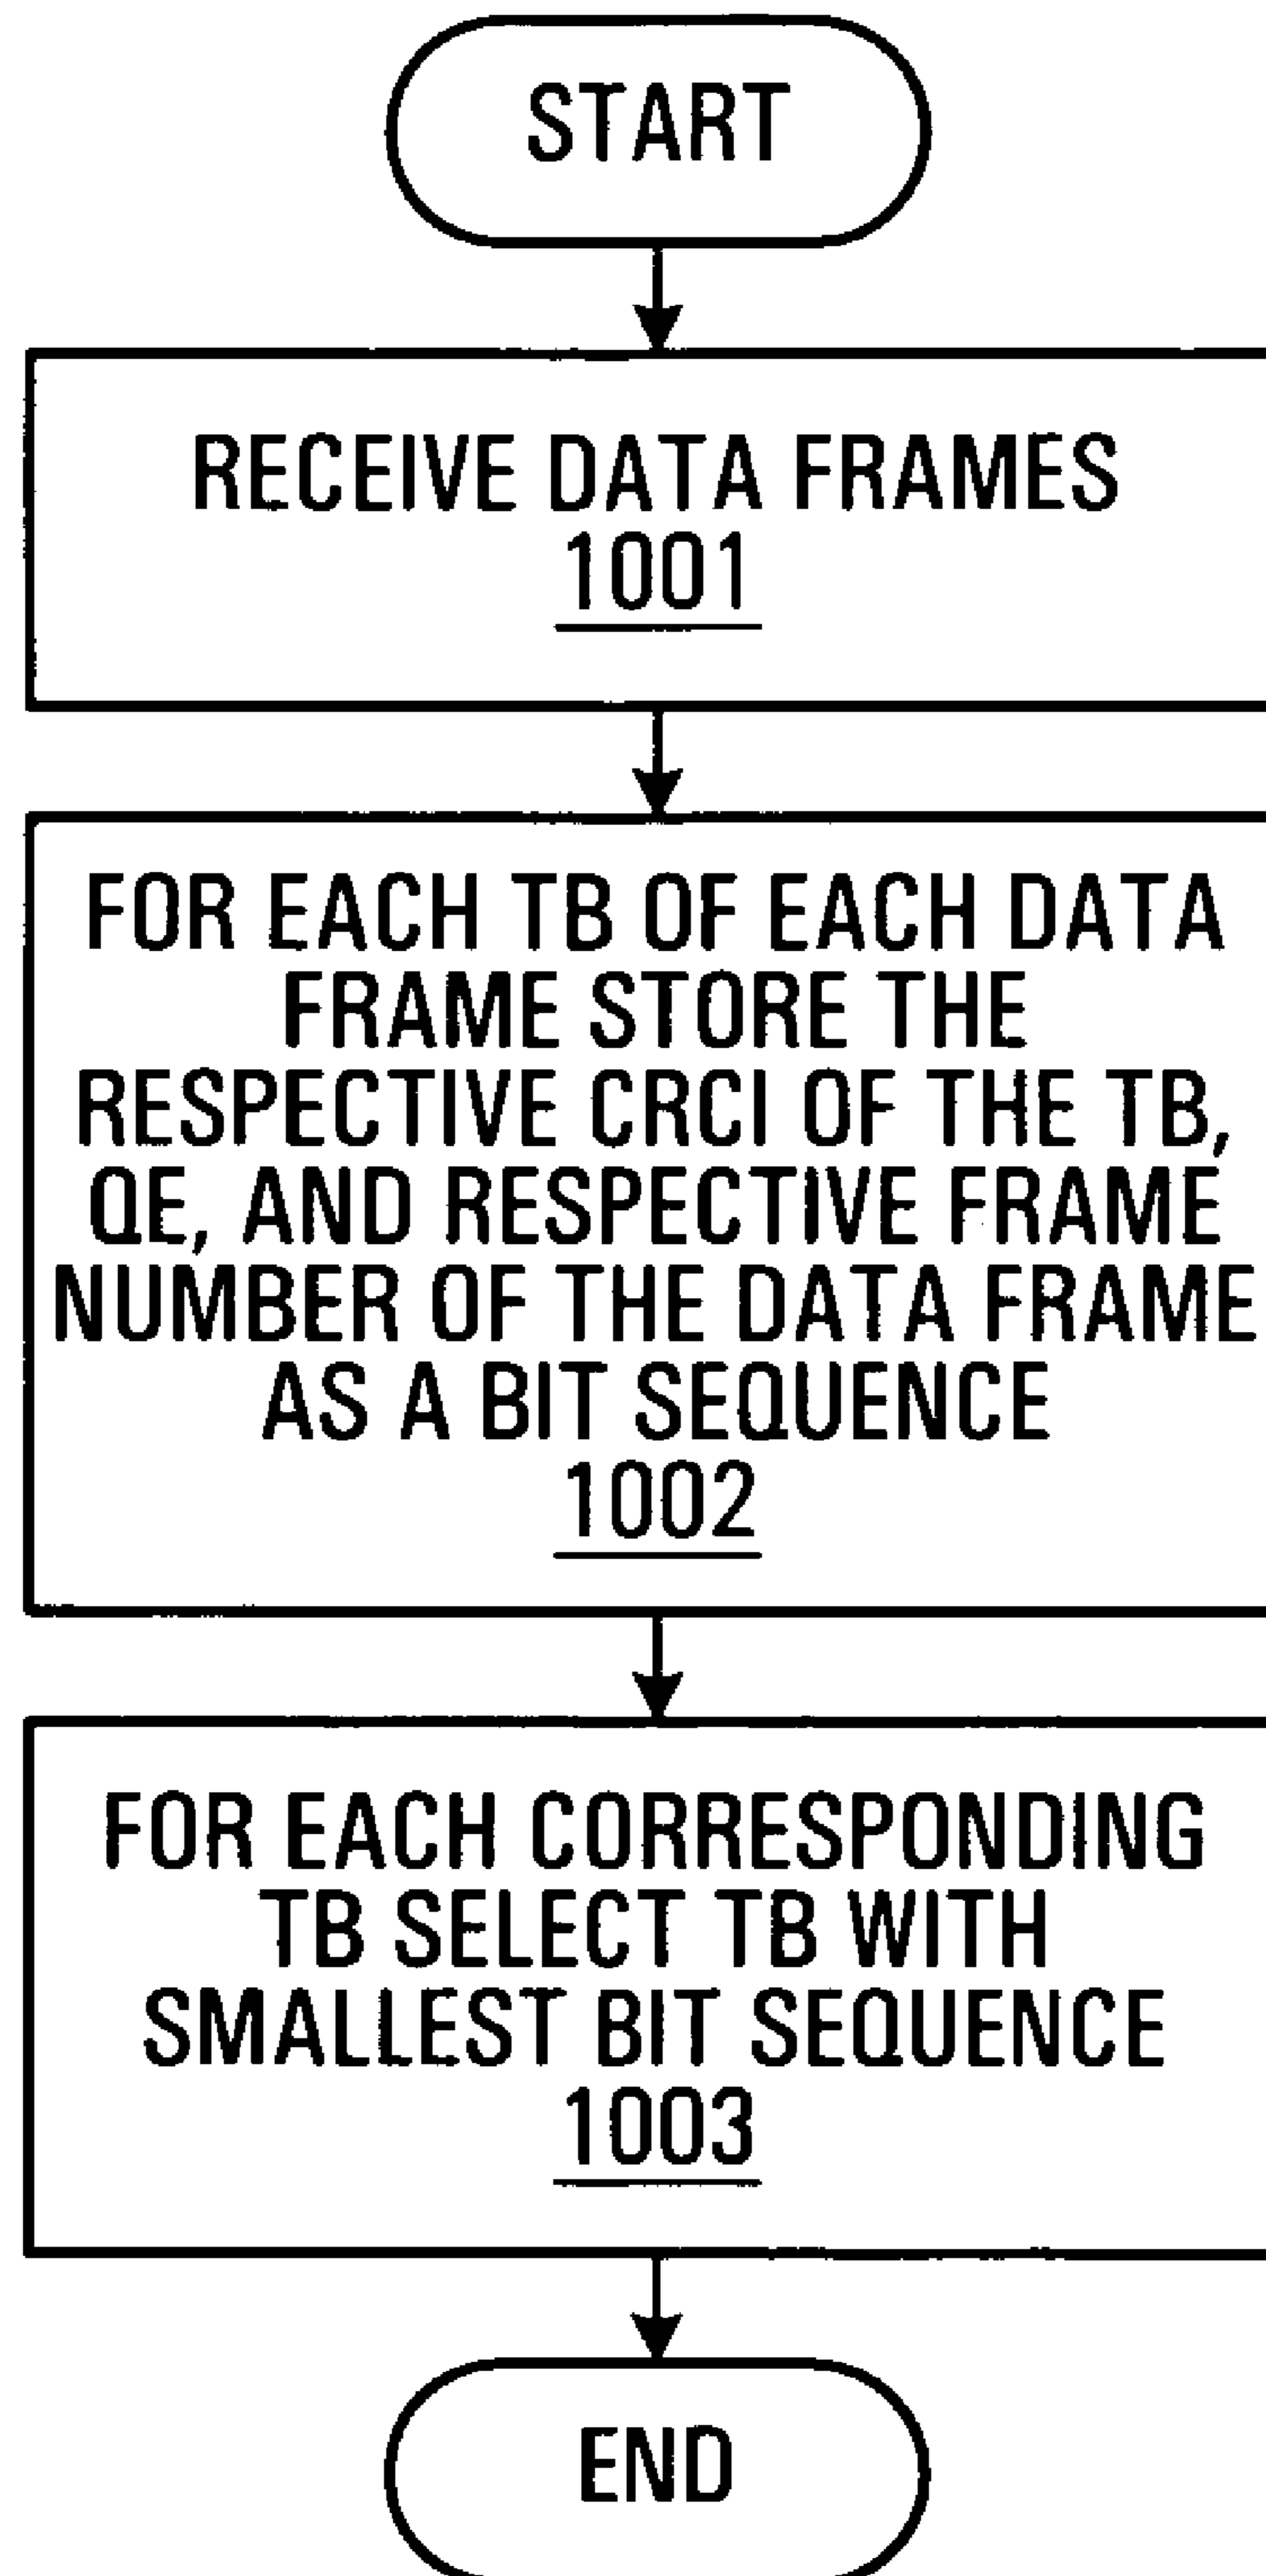 START
RECEIVE DATA FRAMES
1001
FOR EACH TB OF EACH DATA
FRAME STORE THE
RESPECTIVE CRCI OF THE TB,
QE, AND RESPECTIVE FRAME
NUMBER OF THE DATA FRAME
AS A BIT SEQUENCE
1002
FOR EACH CORRESPONDING
TB SELECT TB WITH
SMALLEST BIT SEQUENCE
1003
END